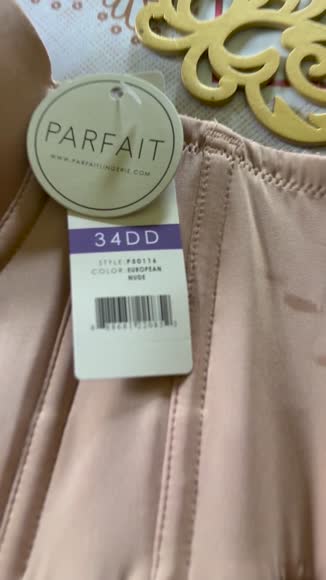 PARFAIT
WWW.PARFAITLINGERIE.COM
34DD
STYLE: P50116
COLOR: EUROPEAN
NUDE